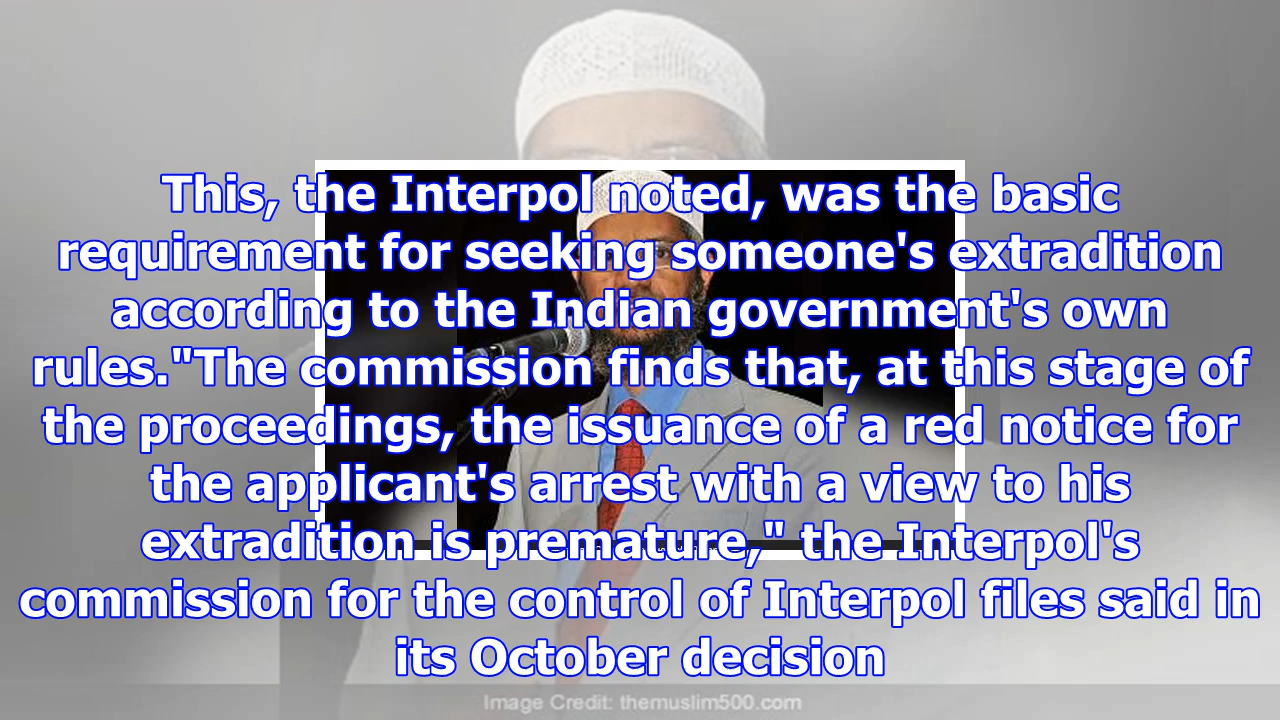 This, the Interpol noted, was the basic
requirement for seeking someone's extradition
according to the Indian government's own
rules."The commission finds that, at this stage of
the proceedings, the issuance of a red notice for
the applicant's arrest with a view to his
extradition is premature," the Interpol's
commission for the control of Interpol files said in
its October decision
Image Credit: themuslim500.com